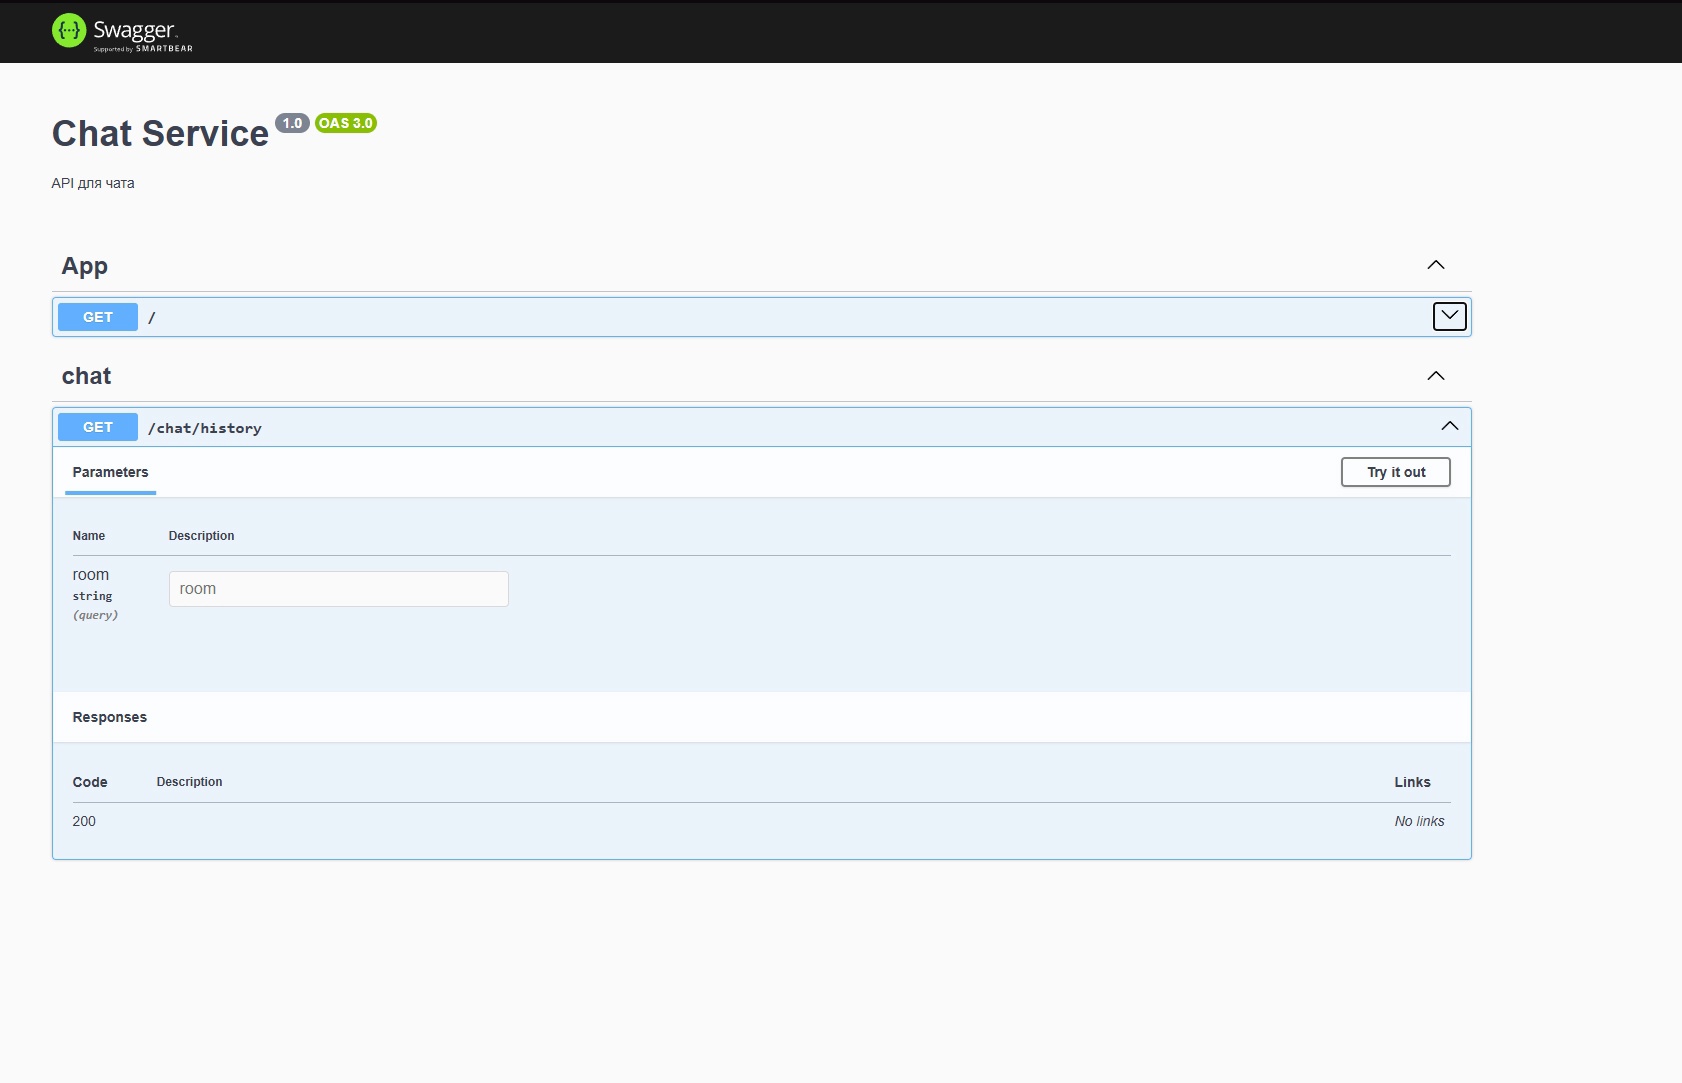 Swagger
Supported by SMARTBEAR
Chat Service 1.0 OAS 3.0
API для чата
App
GET /
chat
GET /chat/history
Parameters
Try it out
Name Description
room
string
(query)
room
Responses
Code Description Links
200 No links